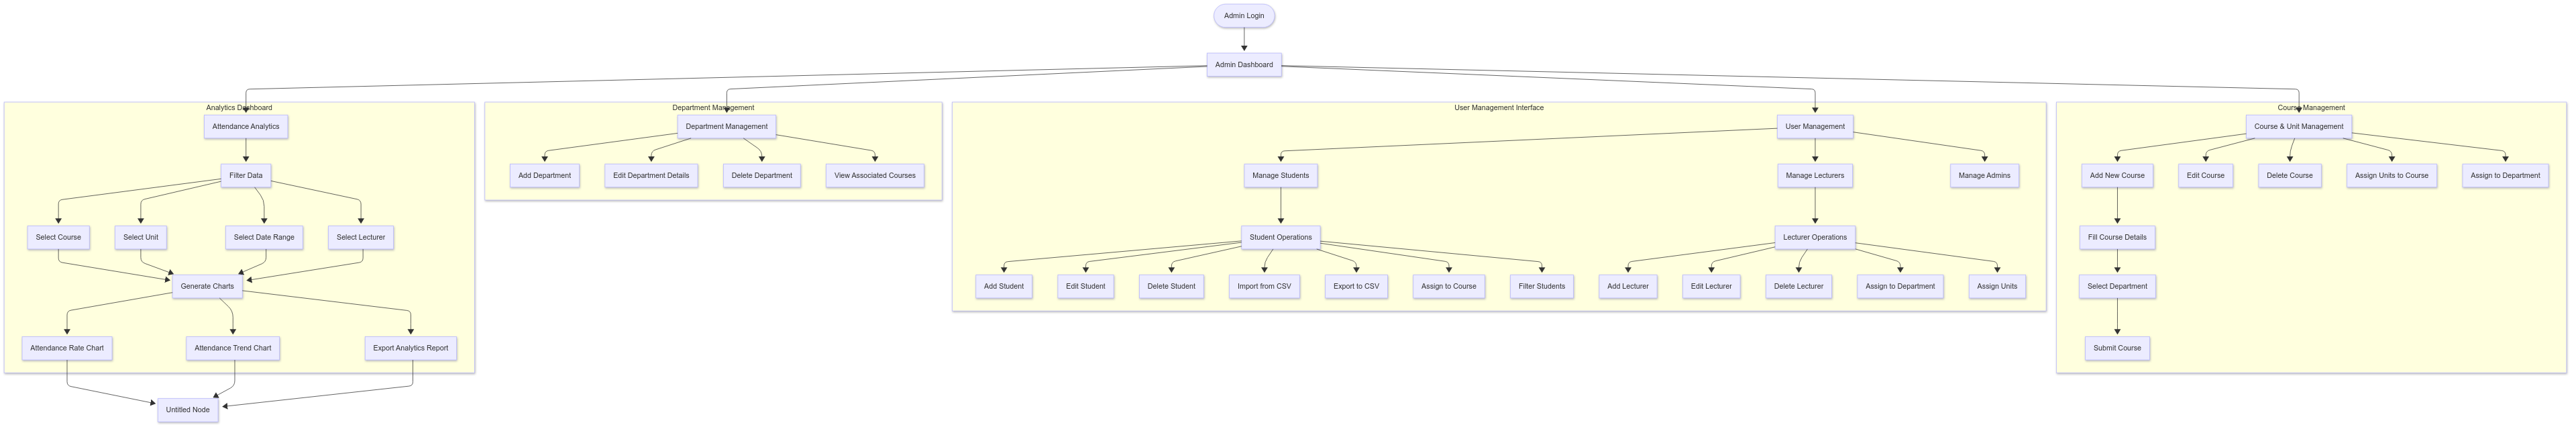 Admin Login
Admin Dashboard
Analytics Dashboard
Attendance Analytics
Filter Data
Select Course
Select Unit
Select Date Range
Select Lecturer
Generate Charts
Attendance Rate Chart
Attendance Trend Chart
Export Analytics Report
Untitled Node
Department Management
Department Management
Add Department
Edit Department Details
Delete Department
View Associated Courses
User Management Interface
User Management
Manage Students
Manage Lecturers
Manage Admins
Student Operations
Lecturer Operations
Add Student
Edit Student
Delete Student
Import from CSV
Export to CSV
Assign to Course
Filter Students
Add Lecturer
Edit Lecturer
Delete Lecturer
Assign to Department
Assign Units
Course Management
Course & Unit Management
Add New Course
Edit Course
Delete Course
Assign Units to Course
Assign to Department
Fill Course Details
Select Department
Submit Course